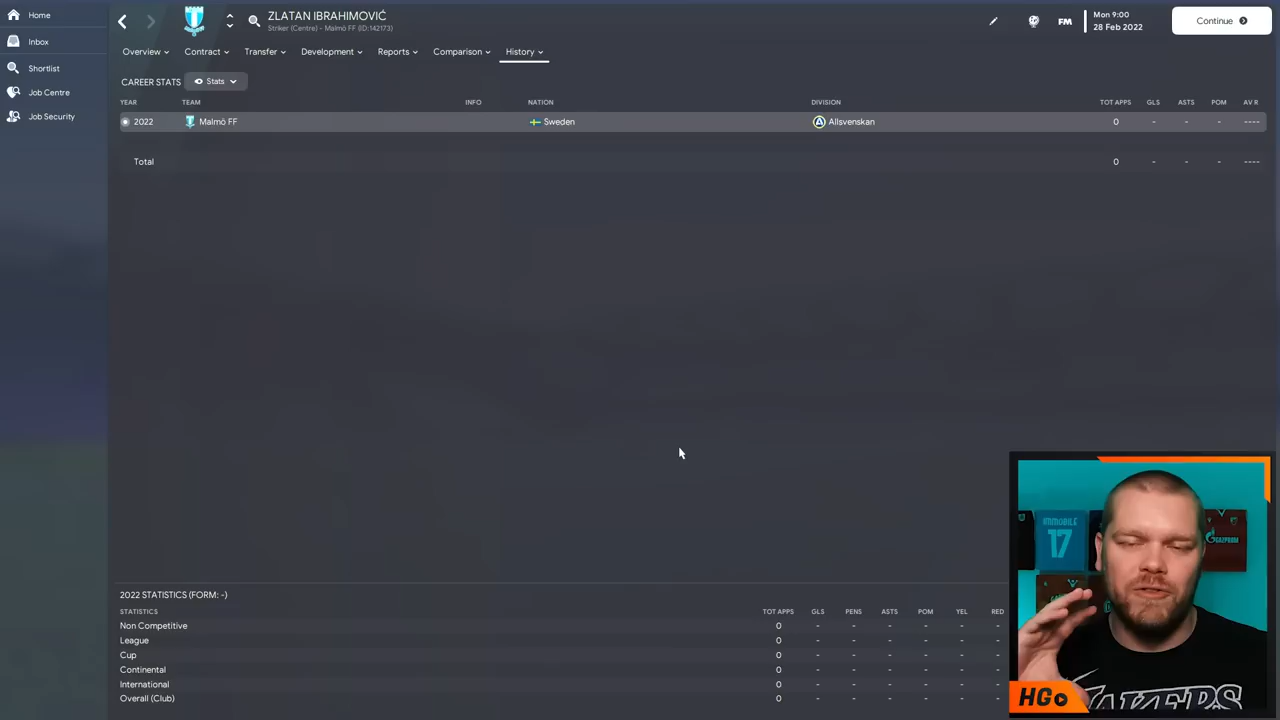 Home
Inbox
Shortlist
Job Centre
Job Security
ZLATAN IBRAHIMOVIĆ
Striker (Centre) - Malmö FF (ID:142173)
FM
Mon 9:00
28 Feb 2022
Continue
Overview Contract Transfer Development Reports Comparison History
CAREER STATS Stats
YEAR TEAM INFO NATION DIVISION TOT APPS GLS ASTS POM AV R
2022 Malmö FF Sweden Allsvenskan 0 - - - ----
Total 0 - - - ----
2022 STATISTICS (FORM: -)
STATISTICS TOT APPS GLS PENS ASTS POM YEL RED
Non Competitive 0 - - - - - -
League 0 - - - - - -
Cup 0 - - - - - -
Continental 0 - - - - - -
International 0 - - - - - -
Overall (Club) 0 - - - - - -
IMMOBILE
17
GAZPROM
LAKERS
HG